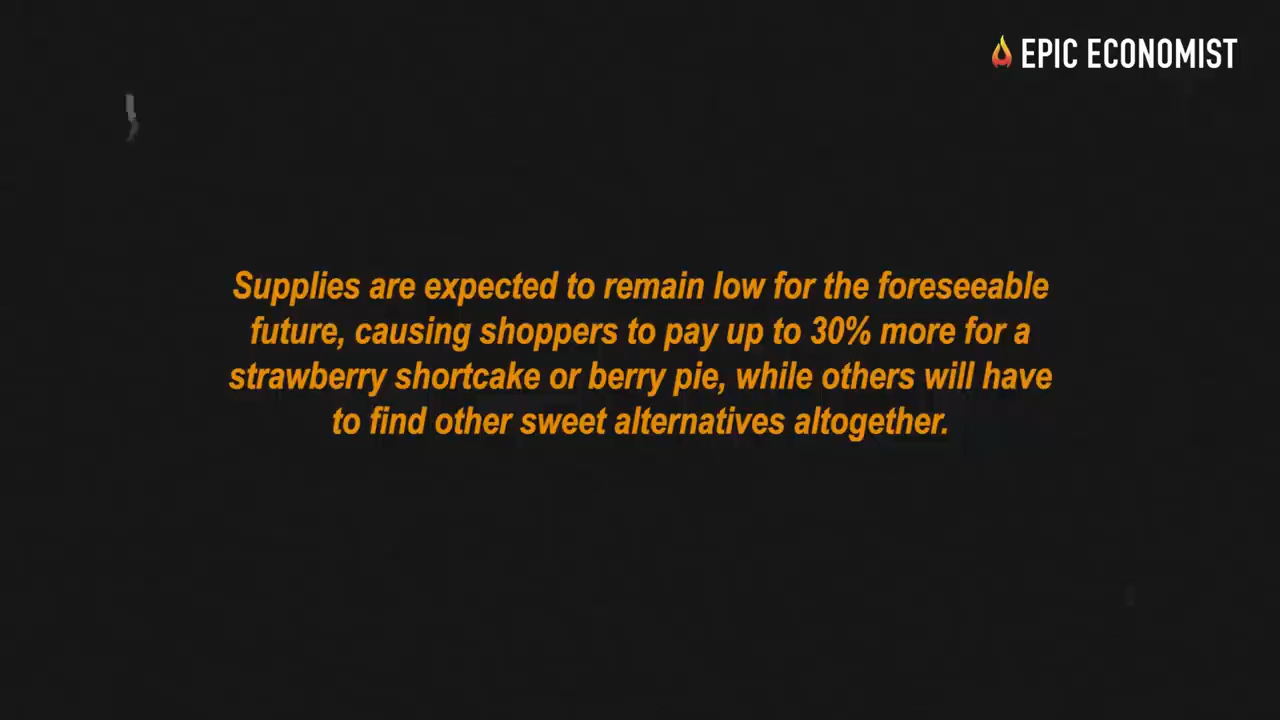 EPIC ECONOMIST
Supplies are expected to remain low for the foreseeable
future, causing shoppers to pay up to 30% more for a
strawberry shortcake or berry pie, while others will have
to find other sweet alternatives altogether.